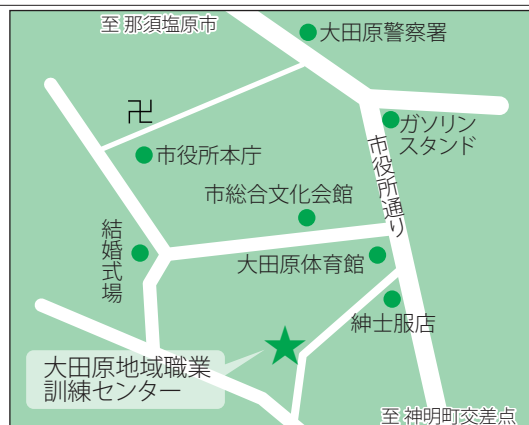 至 那須塩原市
大田原警察署
卍
ガソリン
スタンド
市役所本庁
市役所通り
市総合文化会館
結婚式場
大田原体育館
紳士服店
大田原地域職業
訓練センター
至 神明町交差点